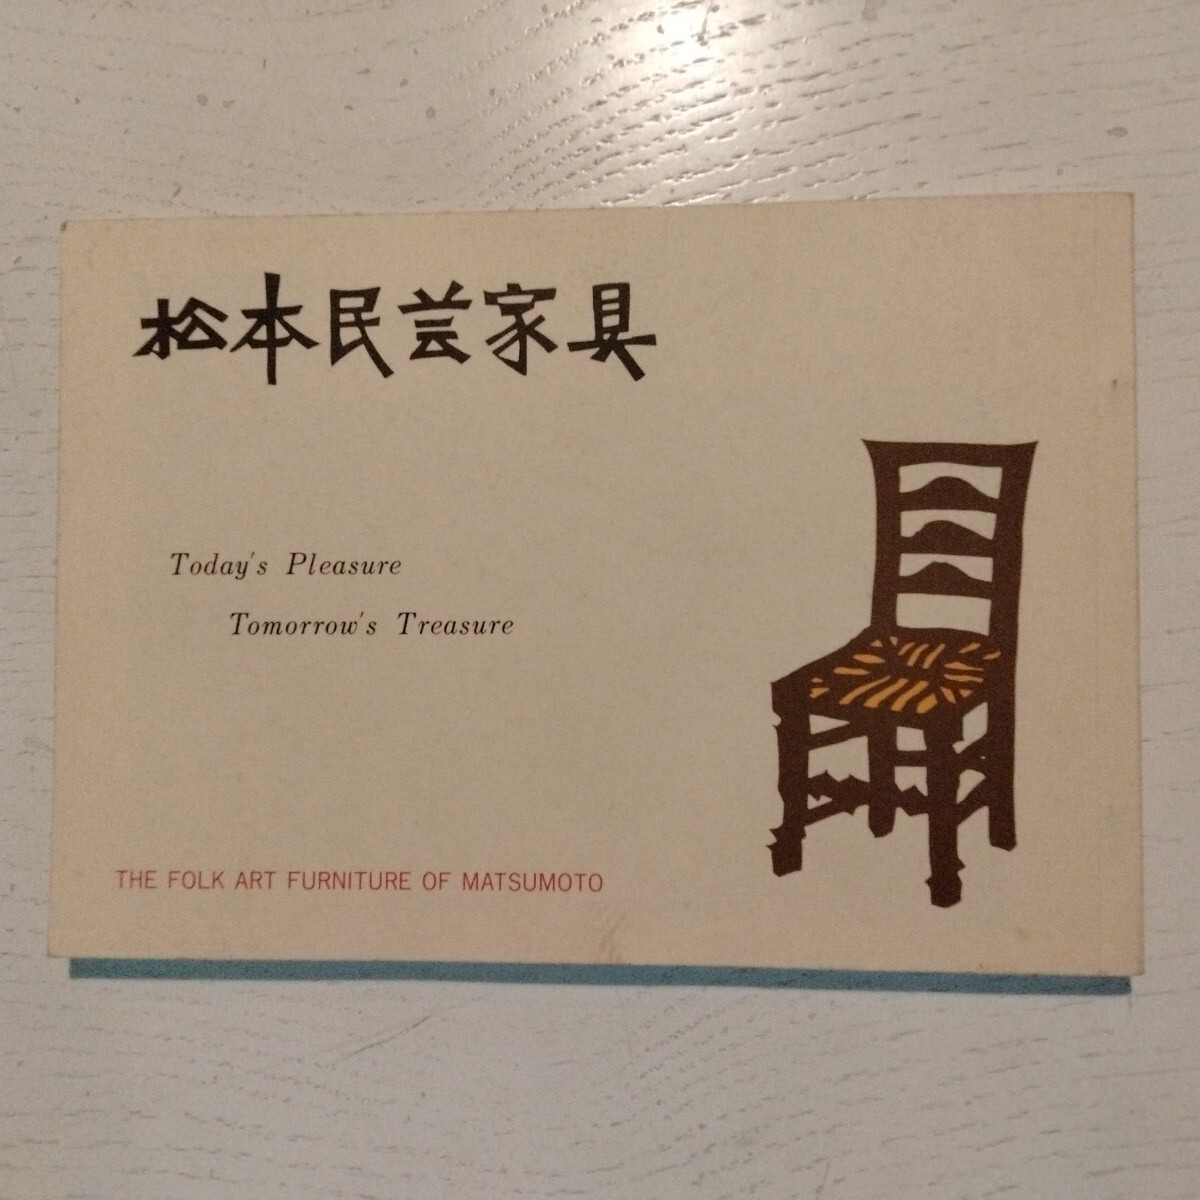 松本民芸家具
Today's Pleasure
Tomorrow's Treasure
THE FOLK ART FURNITURE OF MATSUMOTO